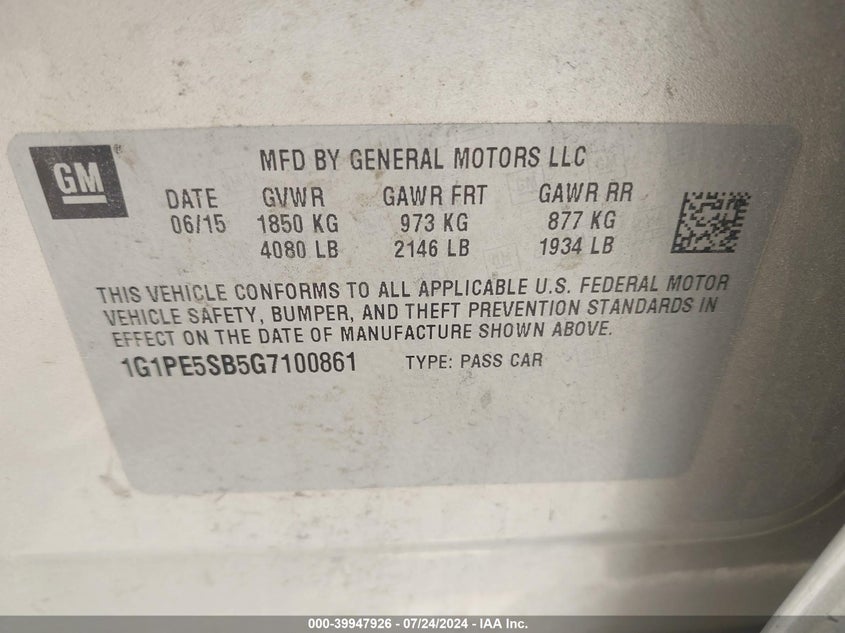 GM
MFD BY GENERAL MOTORS LLC
DATE GVWR GAWR FRT GAWR RR
06/15 1850 KG 973 KG 877 KG
4080 LB 2146 LB 1934 LB
THIS VEHICLE CONFORMS TO ALL APPLICABLE U.S. FEDERAL MOTOR
VEHICLE SAFETY, BUMPER, AND THEFT PREVENTION STANDARDS IN
EFFECT ON THE DATE OF MANUFACTURE SHOWN ABOVE.
1G1PE5SB5G7100861 TYPE: PASS CAR
000-39947926 - 07/24/2024 - IAA Inc.